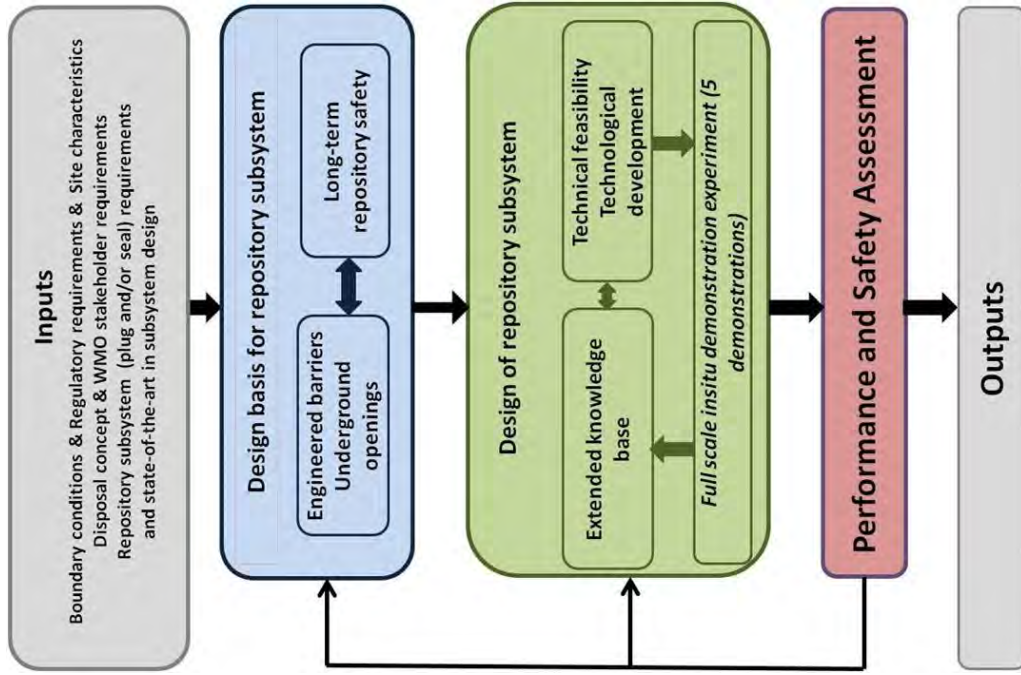 Inputs
Boundary conditions & Regulatory requirements & Site characteristics
Disposal concept & WMO stakeholder requirements
Repository subsystem (plug and/or seal) requirements
and state-of-the-art in subsystem design
Design basis for repository subsystem
Engineered barriers
Underground
openings
Long-term
repository safety
Design of repository subsystem
Extended knowledge
base
Technical feasibility
Technological
development
Full scale insitu demonstration experiment (5
demonstrations)
Performance and Safety Assessment
Outputs